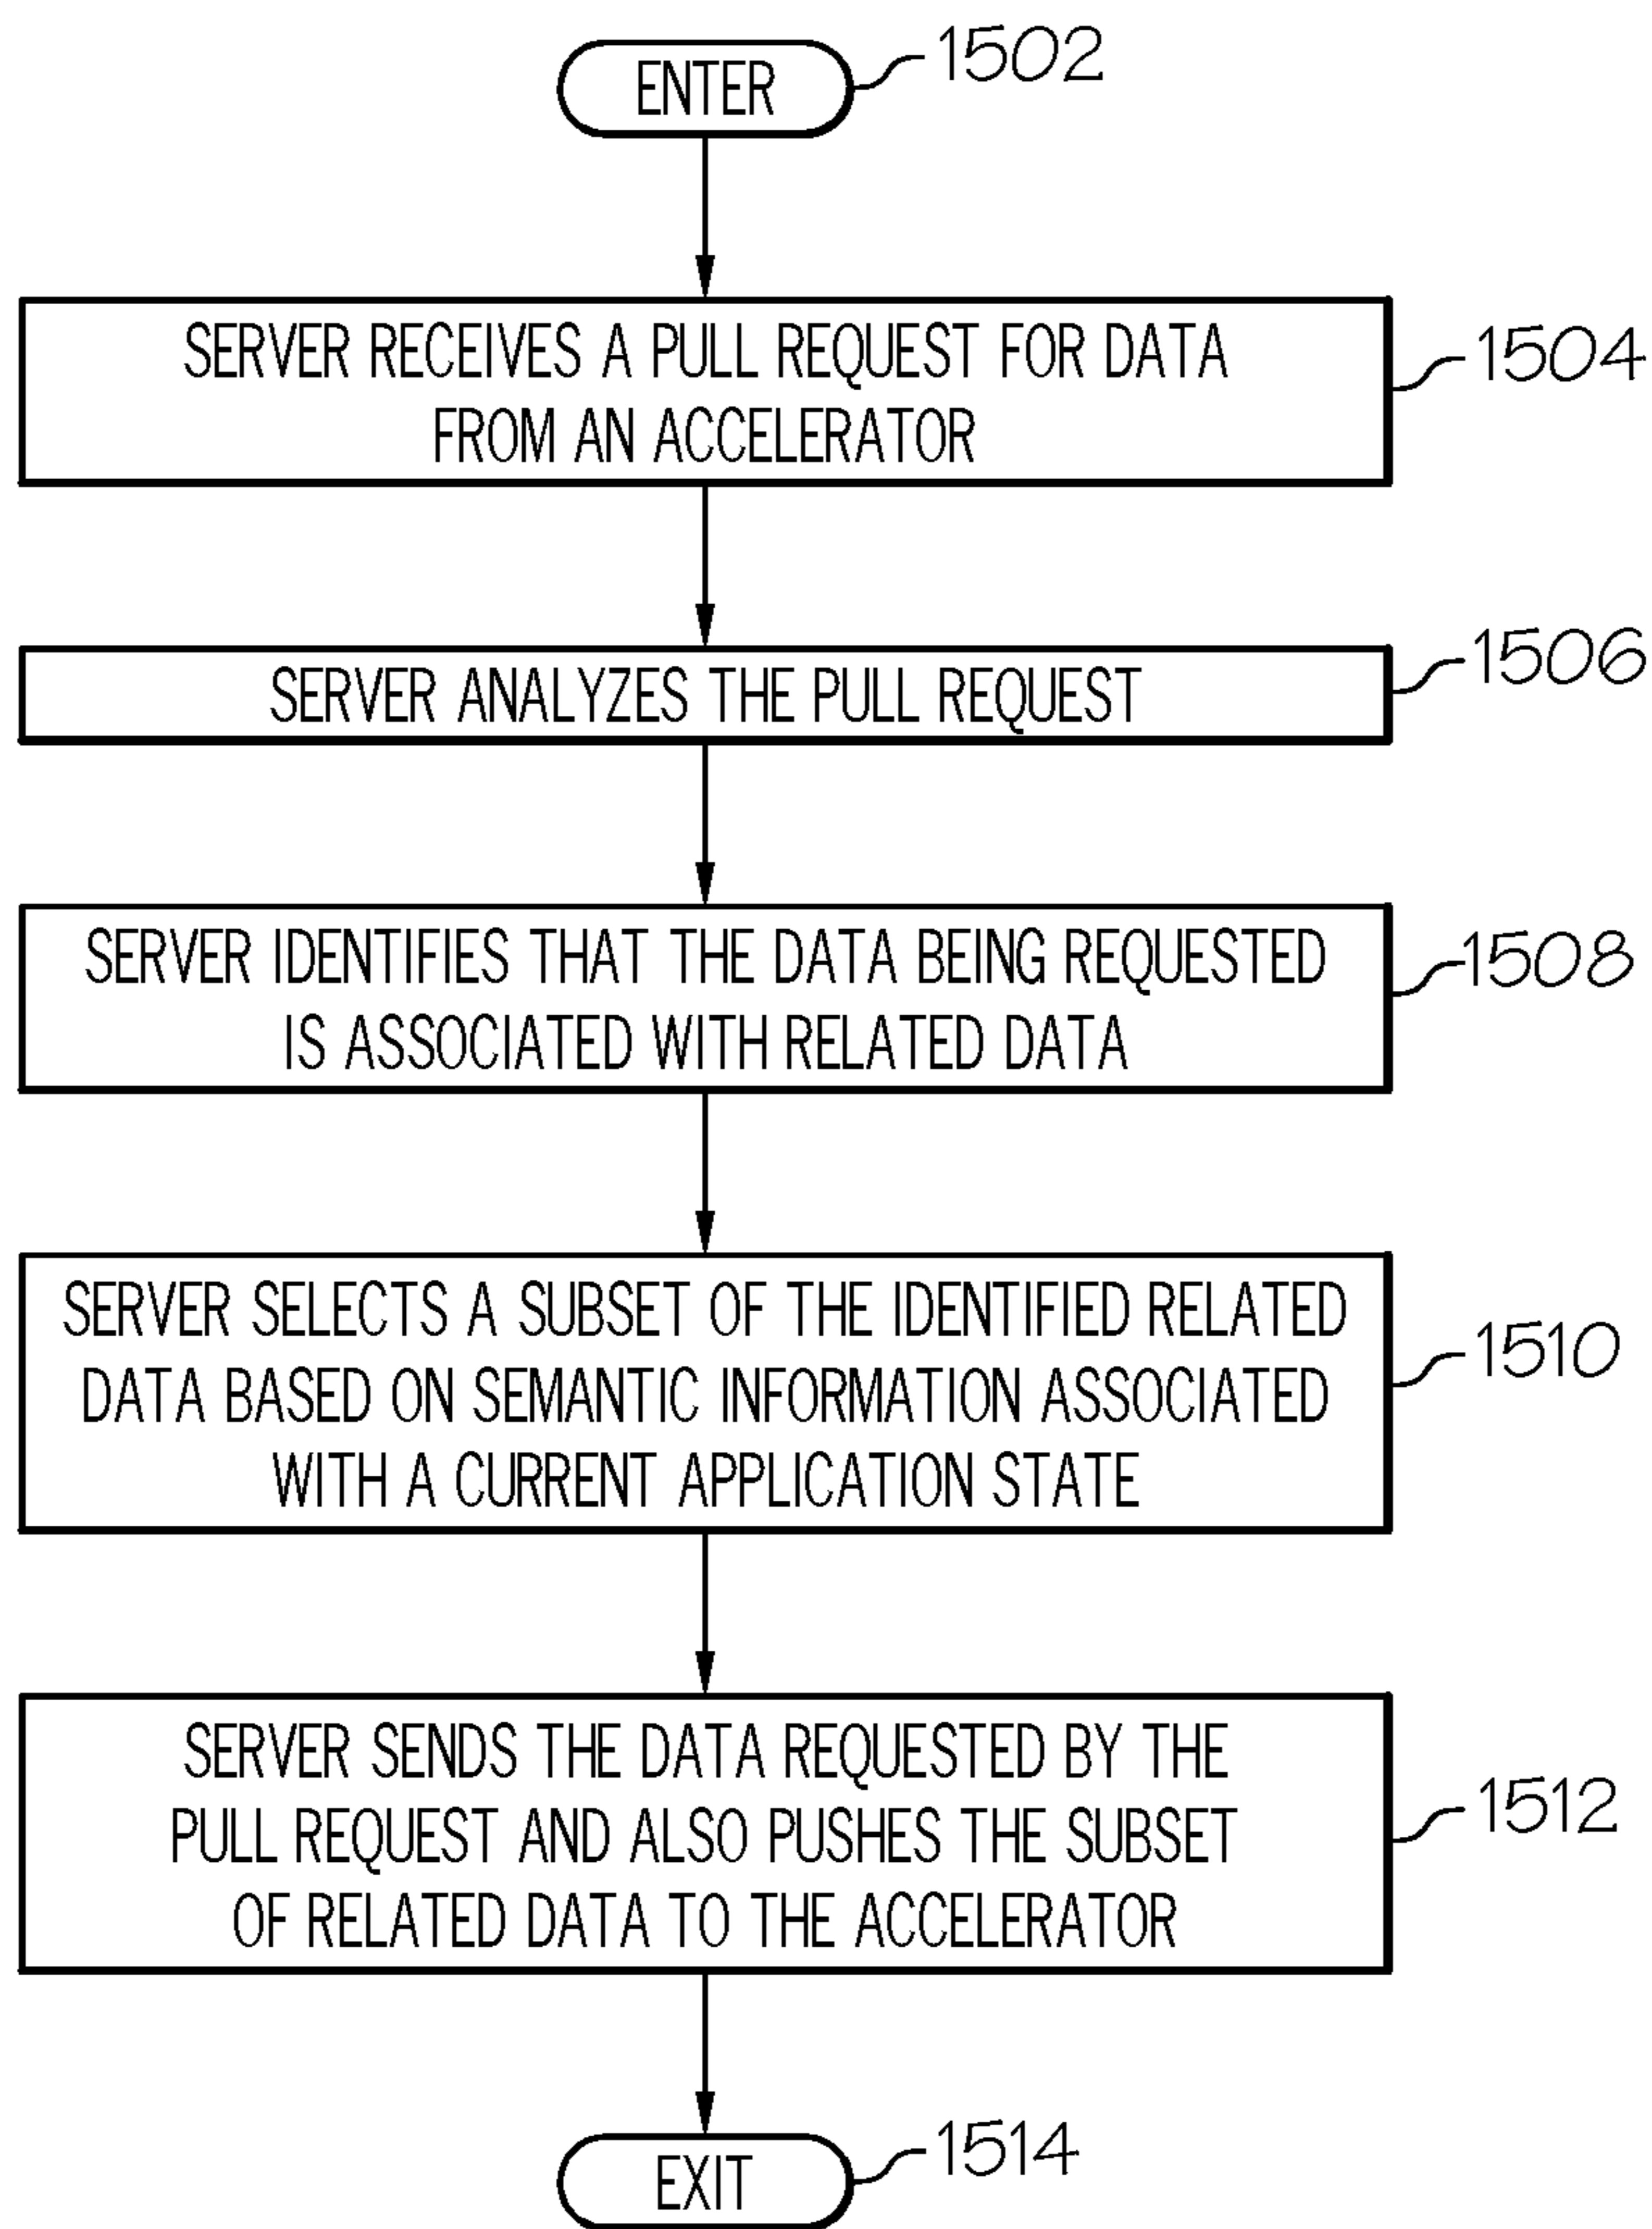 ENTER
1502
SERVER RECEIVES A PULL REQUEST FOR DATA
FROM AN ACCELERATOR
1504
SERVER ANALYZES THE PULL REQUEST
1506
SERVER IDENTIFIES THAT THE DATA BEING REQUESTED
IS ASSOCIATED WITH RELATED DATA
1508
SERVER SELECTS A SUBSET OF THE IDENTIFIED RELATED
DATA BASED ON SEMANTIC INFORMATION ASSOCIATED
WITH A CURRENT APPLICATION STATE
1510
SERVER SENDS THE DATA REQUESTED BY THE
PULL REQUEST AND ALSO PUSHES THE SUBSET
OF RELATED DATA TO THE ACCELERATOR
1512
EXIT
1514